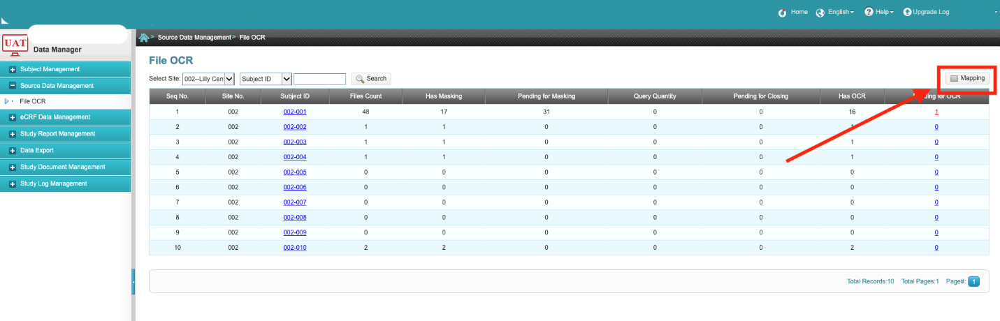 Home English Help Upgrade Log
UAT
Data Manager
Source Data Management> File OCR
Subject Management
Source Data Management
File OCR
eCRF Data Management
Study Report Management
Data Export
Study Document Management
Study Log Management
File OCR
Select Site: 002--Lilly Cen Subject ID Search Mapping
Seq No. Site No. Subject ID Files Count Has Masking Pending for Masking Query Quantity Pending for Closing Has OCR for OCR
1 002 002-001 48 17 31 0 0 16 1
2 002 002-002 1 1 0 0 0 1 0
3 002 002-003 1 1 0 0 0 1 0
4 002 002-004 1 1 0 0 0 1 0
5 002 002-005 0 0 0 0 0 0 0
6 002 002-006 0 0 0 0 0 0 0
7 002 002-007 0 0 0 0 0 0 0
8 002 002-008 0 0 0 0 0 0 0
9 002 002-009 0 0 0 0 0 0 0
10 002 002-010 2 2 0 0 0 2 0
Total Records:10 Total Pages:1 Page#: 1